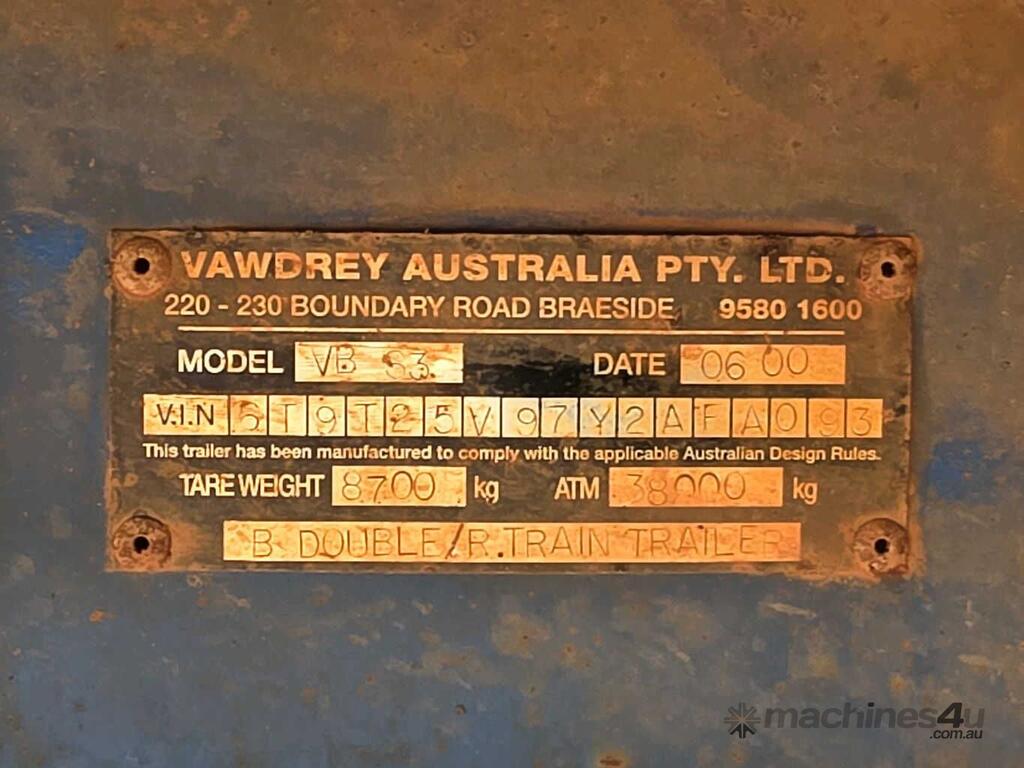 VAWDREY AUSTRALIA PTY. LTD.
220 - 230 BOUNDARY ROAD BRAESIDE 9580 1600
MODEL VB S3 DATE 06 00
V.I.N 6T9T25V97Y2AFA093
This trailer has been manufactured to comply with the applicable Australian Design Rules.
TARE WEIGHT 8700 kg ATM 38000 kg
B DOUBLE/R.TRAIN TRAILER
machines4u
.com.au